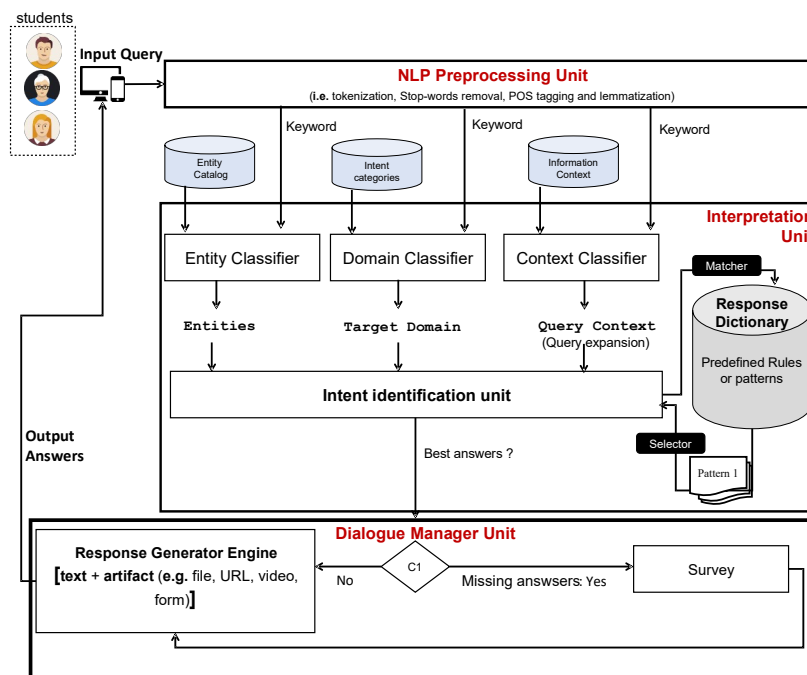 students
Input Query
NLP Preprocessing Unit
(i.e. tokenization, Stop-words removal, POS tagging and lemmatization)
Keyword
Keyword
Keyword
Entity
Catalog
Intent
categories
Information
Context
Interpretation
Unit
Entity Classifier
Domain Classifier
Context Classifier
Matcher
Response
Dictionary
Predefined Rules
or patterns
Entities
Target Domain
Query Context
(Query expansion)
Intent identification unit
Output
Answers
Best answers ?
Selector
Pattern 1
Dialogue Manager Unit
Response Generator Engine
[text + artifact (e.g. file, URL, video,
form)]
C1
No
Missing answsers: Yes
Survey